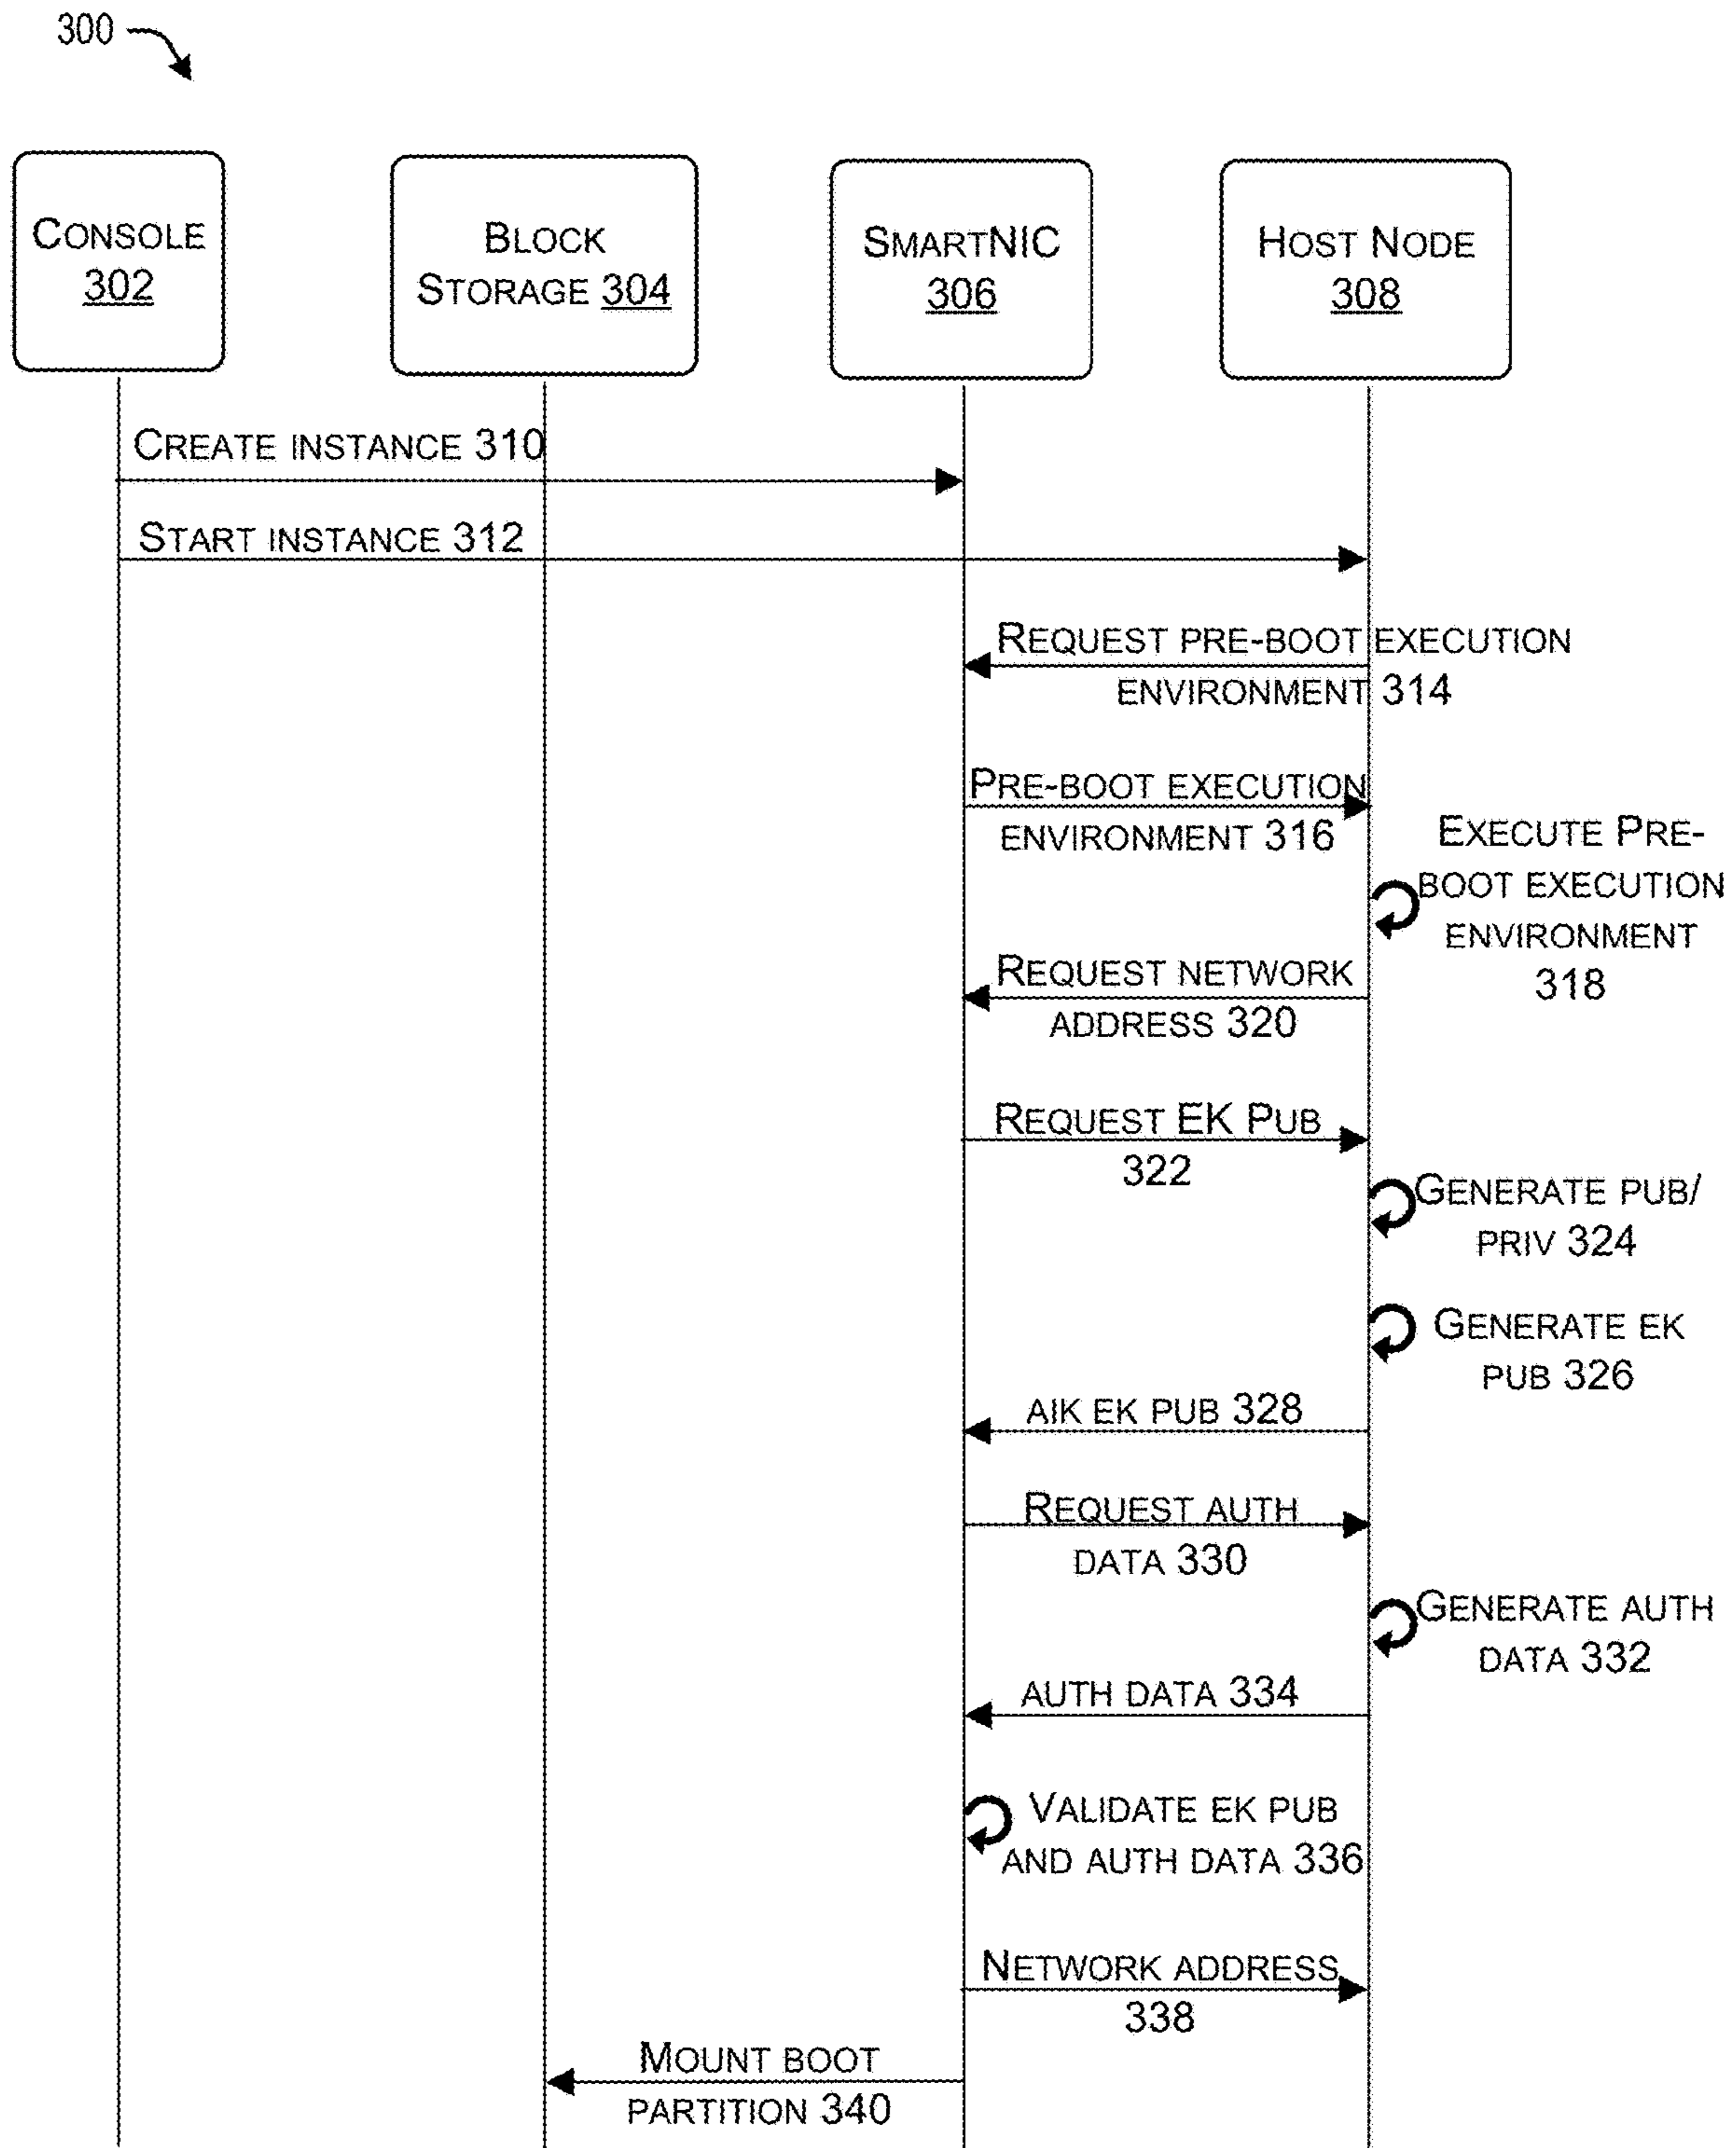 300
CONSOLE
302
BLOCK
STORAGE 304
SMARTNIC
306
HOST NODE
308
CREATE INSTANCE 310
START INSTANCE 312
REQUEST PRE-BOOT EXECUTION
ENVIRONMENT 314
PRE-BOOT EXECUTION
ENVIRONMENT 316
EXECUTE PRE-
BOOT EXECUTION
ENVIRONMENT
318
REQUEST NETWORK
ADDRESS 320
REQUEST EK PUB
322
GENERATE PUB/
PRIV 324
GENERATE EK
PUB 326
AIK EK PUB 328
REQUEST AUTH
DATA 330
GENERATE AUTH
DATA 332
AUTH DATA 334
VALIDATE EK PUB
AND AUTH DATA 336
NETWORK ADDRESS
338
MOUNT BOOT
PARTITION 340